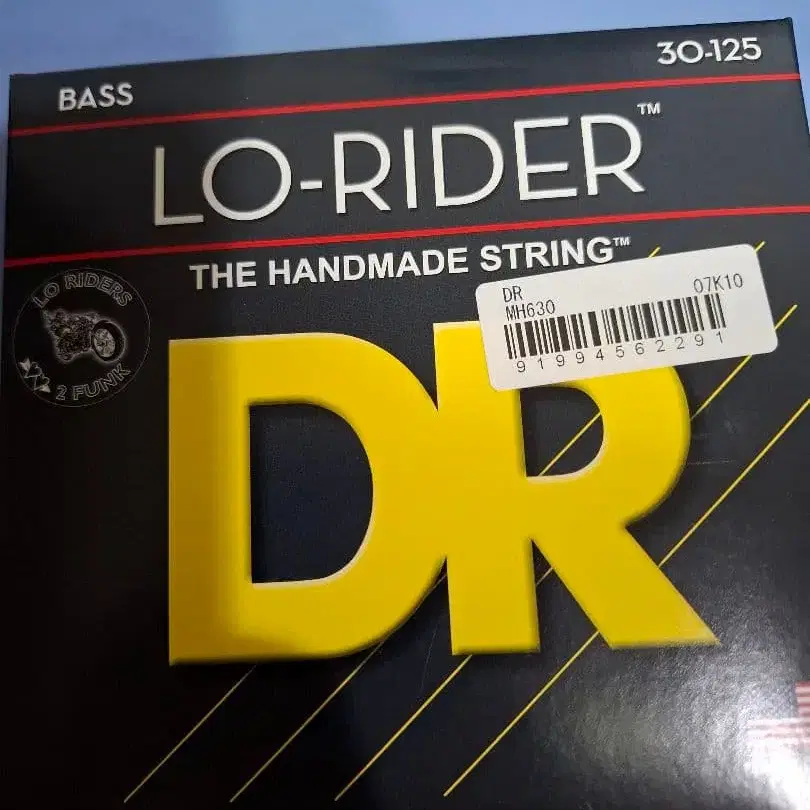 BASS
30-125
LO-RIDER™
THE HANDMADE STRING™
DR
07K10
MH630
91994562291
LO RIDERS
2 FUNK
DR